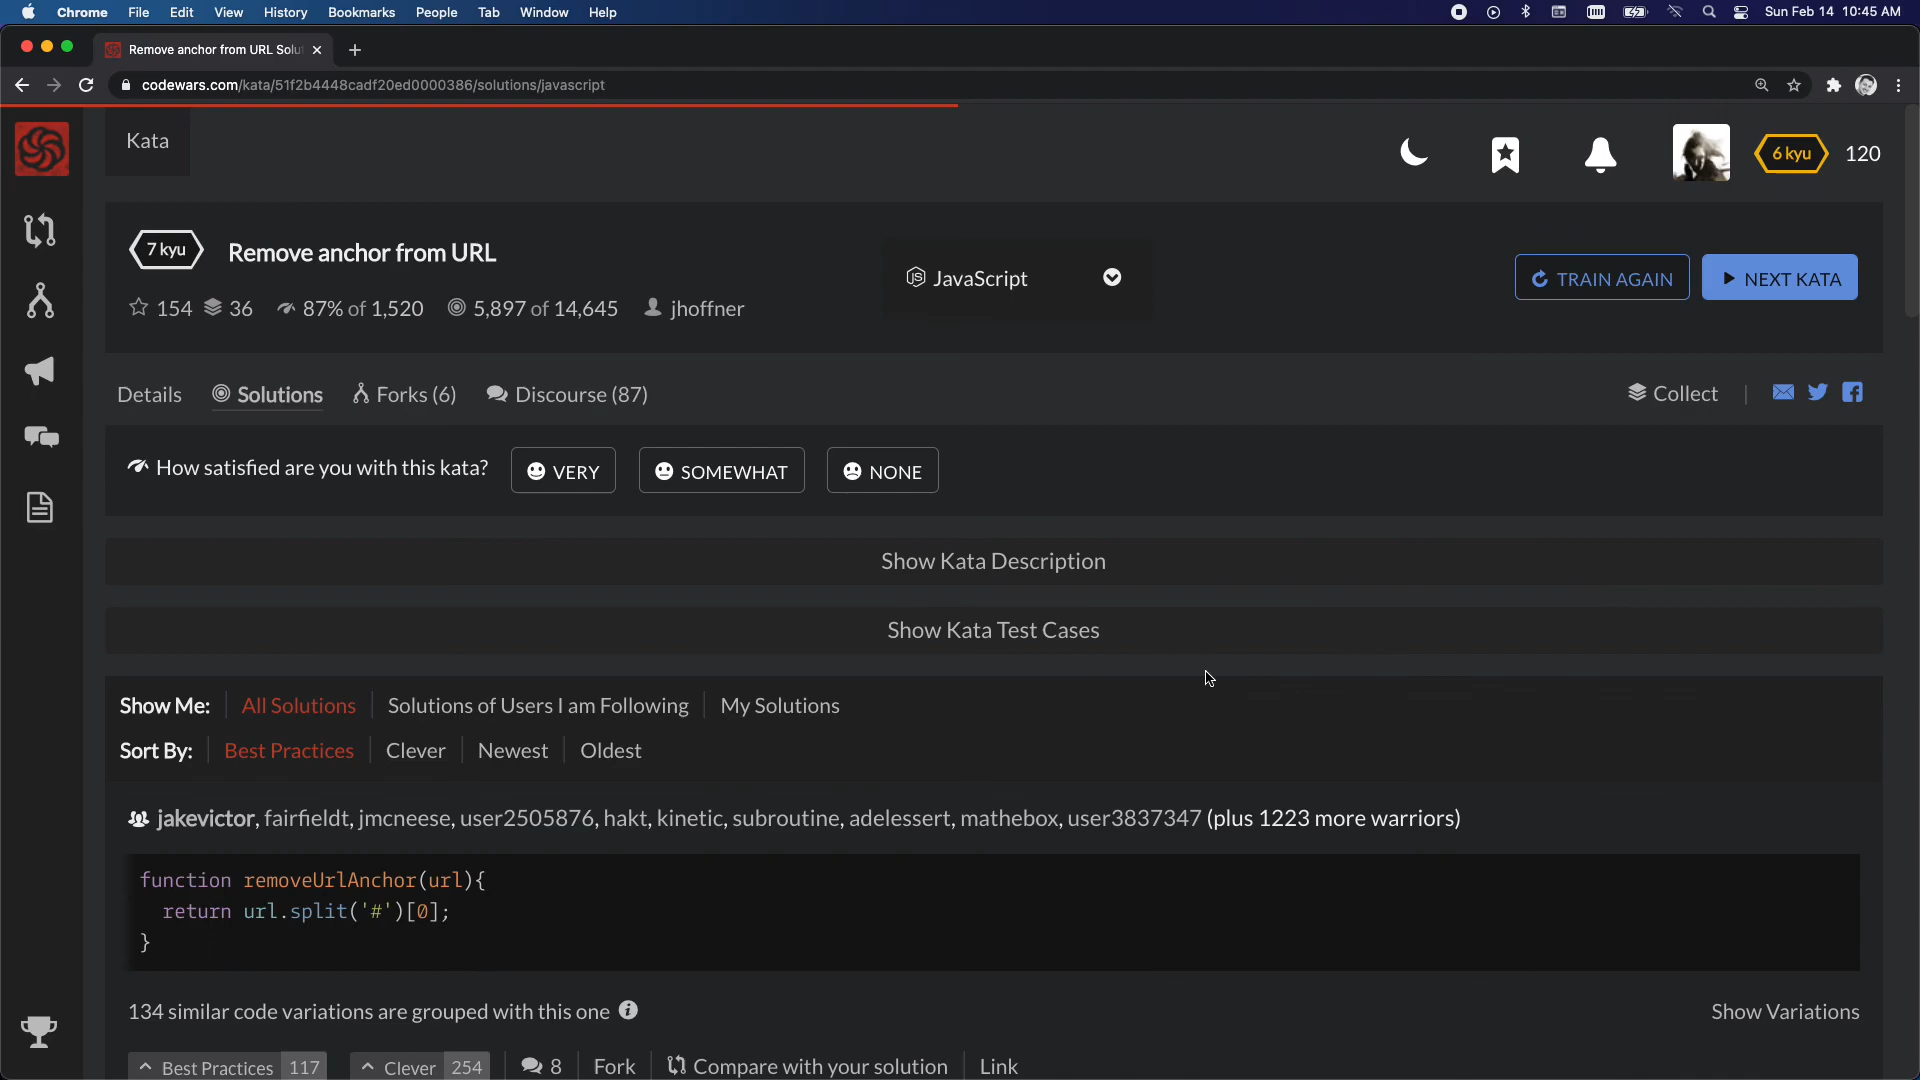 Chrome File Edit View History Bookmarks People Tab Window Help Sun Feb 14 10:45 AM
Remove anchor from URL Solu
codewars.com/kata/51f2b4448cadf20ed0000386/solutions/javascript
Kata
6 kyu 120
7 kyu Remove anchor from URL
JavaScript
TRAIN AGAIN NEXT KATA
154 36 87% of 1,520 5,897 of 14,645 jhoffner
Details Solutions Forks (6) Discourse (87) Collect
How satisfied are you with this kata? VERY SOMEWHAT NONE
Show Kata Description
Show Kata Test Cases
Show Me: All Solutions Solutions of Users I am Following My Solutions
Sort By: Best Practices Clever Newest Oldest
jakevictor, fairfieldt, jmcneese, user2505876, hakt, kinetic, subroutine, adelessert, mathebox, user3837347 (plus 1223 more warriors)
function removeUrlAnchor(url){
return url.split('#')[0];
}
134 similar code variations are grouped with this one Show Variations
Best Practices 117 Clever 254 8 Fork Compare with your solution Link